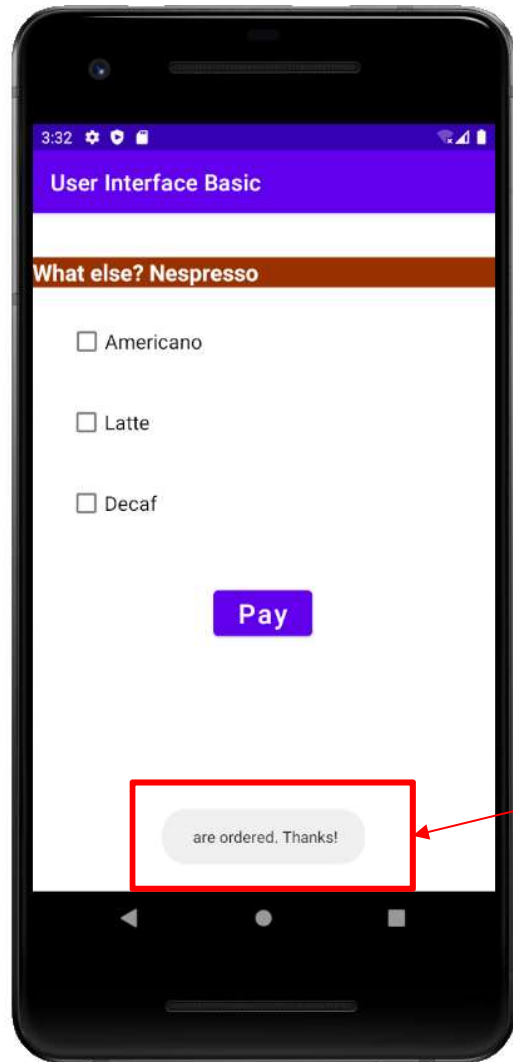 3:32
User Interface Basic
What else? Nespresso
Americano
Latte
Decaf
Pay
are ordered. Thanks!